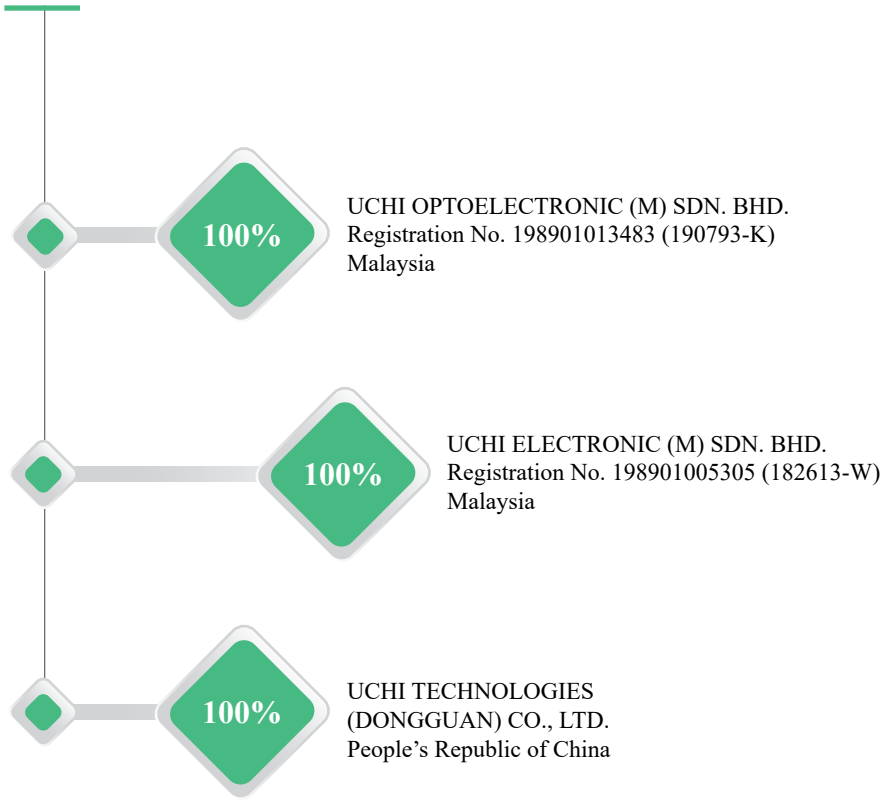 100%
UCHI OPTOELECTRONIC (M) SDN. BHD.
Registration No. 198901013483 (190793-K)
Malaysia
100%
UCHI ELECTRONIC (M) SDN. BHD.
Registration No. 198901005305 (182613-W)
Malaysia
100%
UCHI TECHNOLOGIES
(DONGGUAN) CO., LTD.
People’s Republic of China